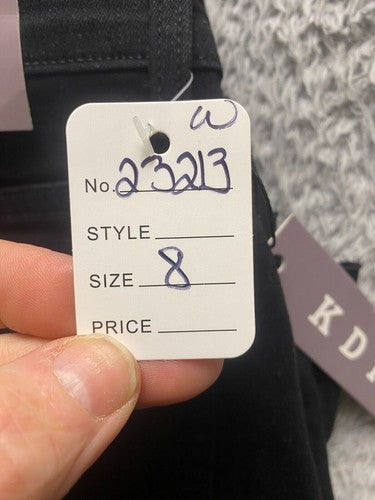 W
No. 23213
STYLE
SIZE 8
PRICE
KD